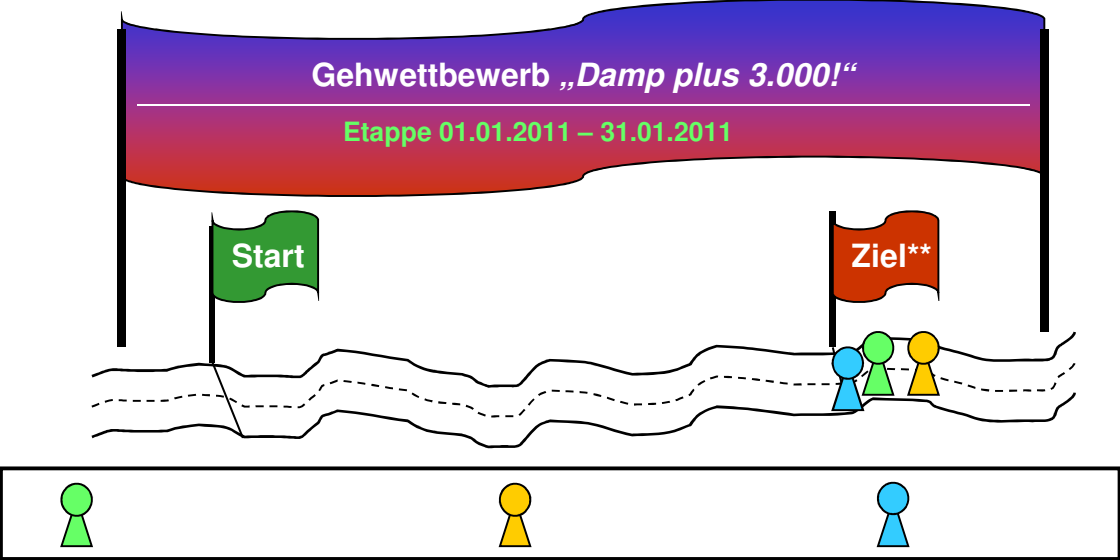 Gehwettbewerb „Damp plus 3.000!“
Etappe 01.01.2011 – 31.01.2011
Start
Ziel**